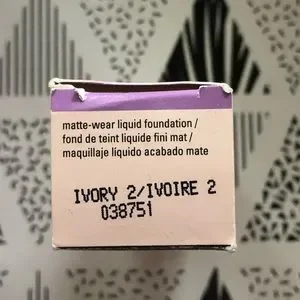 matte-wear liquid foundation /
fond de teint liquide fini mat /
maquillaje líquido acabado mate
IVORY 2/IVOIRE 2
038751